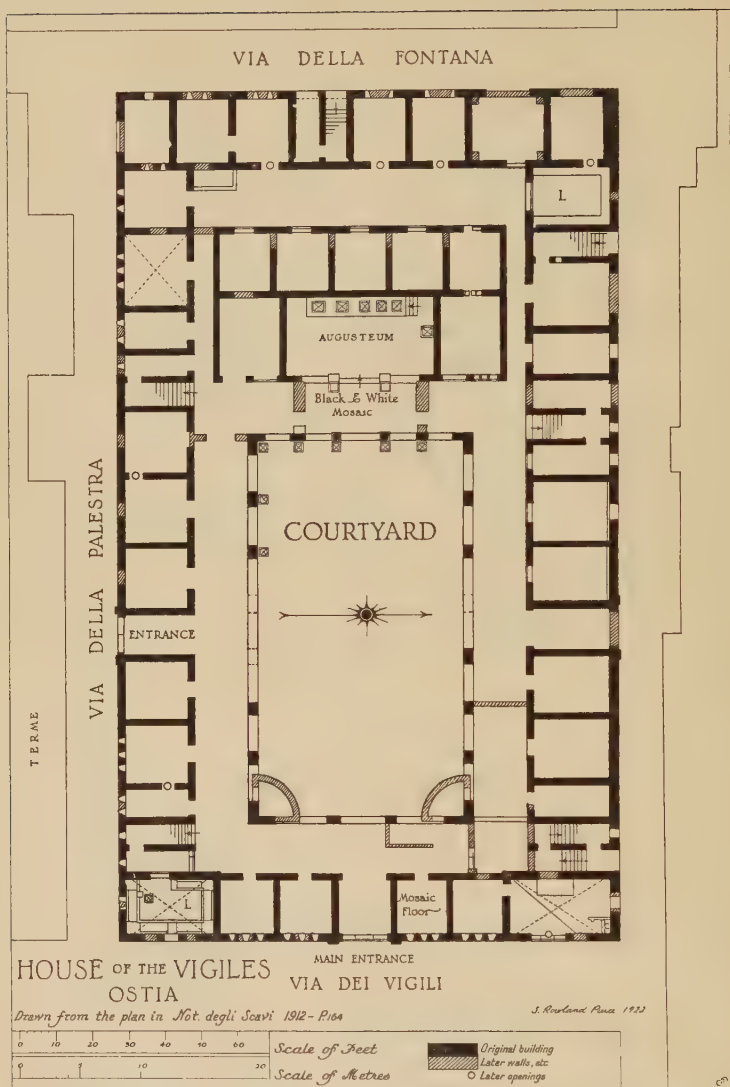 VIA DELLA FONTANA
L
AUGUSTEUM
Black & White
Mosaic
COURTYARD
VIA DELLA PALESTRA
ENTRANCE
TERME
L
Mosaic
Floor
MAIN ENTRANCE
VIA DEI VIGILI
HOUSE OF THE VIGILES
OSTIA
Drawn from the plan in Not. degli Scavi 1912 - P.164
S. Rowland Pierce 1922
0 10 20 30 40 50 60
Scale of Feet
0 1 5 10 20
Scale of Metres
Original building
Later walls, etc
Later openings